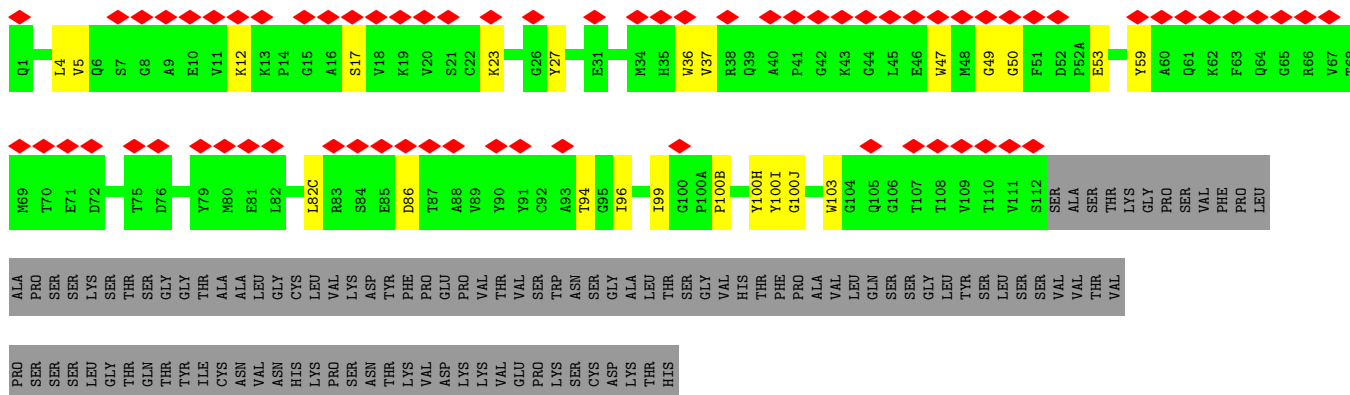 Q1 L4 V5 Q6 S7 G8 A9 E10 V11 K12 K13 P14 G15 A16 S17 V18 K19 V20 S21 C22 K23 G26 Y27 E31 M34 H35 W36 V37 R38 Q39 A40 P41 G42 K43 G44 L45 E46 W47 M48 G49 G50 F51 D52 P52A E53 Y59 A60 Q61 K62 F63 Q64 G65 R66 V67 T68
M69 T70 E71 D72 T75 D76 Y79 M80 E81 L82 L82C R83 S84 E85 D86 T87 A88 V89 Y90 Y91 C92 A93 T94 G95 I96 I99 G100 P100A P100B Y100H Y100I G100J W103 G104 Q105 G106 T107 T108 V109 T110 V111 S112 SER ALA SER THR LYS GLY PRO SER VAL PHE PRO LEU
ALA PRO SER SER LYS SER THR SER GLY GLY THR ALA ALA LEU GLY CYS LEU VAL LYS ASP TYR PHE PRO GLU PRO VAL THR VAL SER TRP ASN SER GLY ALA LEU THR SER GLY VAL HIS THR PHE PRO ALA VAL LEU GLN SER SER GLY LEU TYR SER LEU SER SER VAL VAL THR VAL
PRO SER SER SER LEU GLY THR GLN THR TYR ILE CYS ASN VAL ASN HIS LYS PRO SER ASN THR LYS VAL ASP LYS LYS VAL GLU PRO LYS SER CYS ASP LYS THR HIS